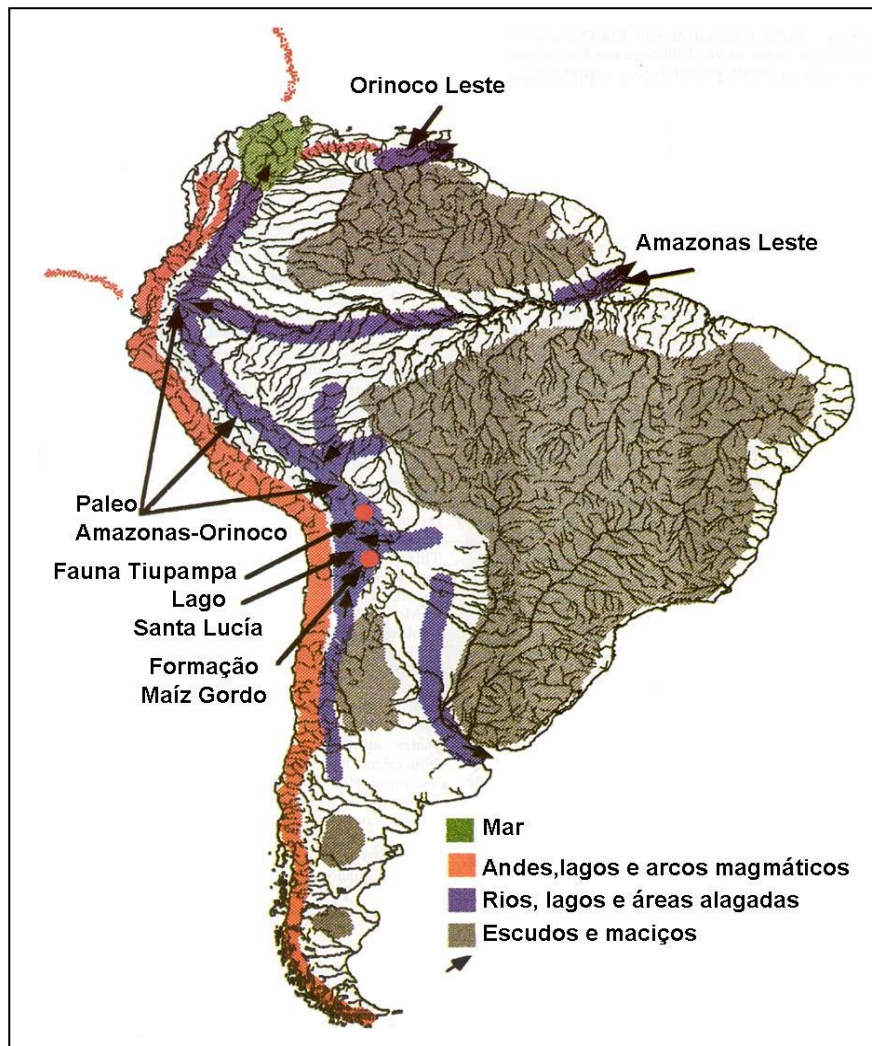 Orinoco Leste
Amazonas Leste
Paleo
Amazonas-Orinoco
Fauna Tiupampa
Lago
Santa Lucía
Formação
Maíz Gordo
Mar
Andes,lagos e arcos magmáticos
Rios, lagos e áreas alagadas
Escudos e maciços